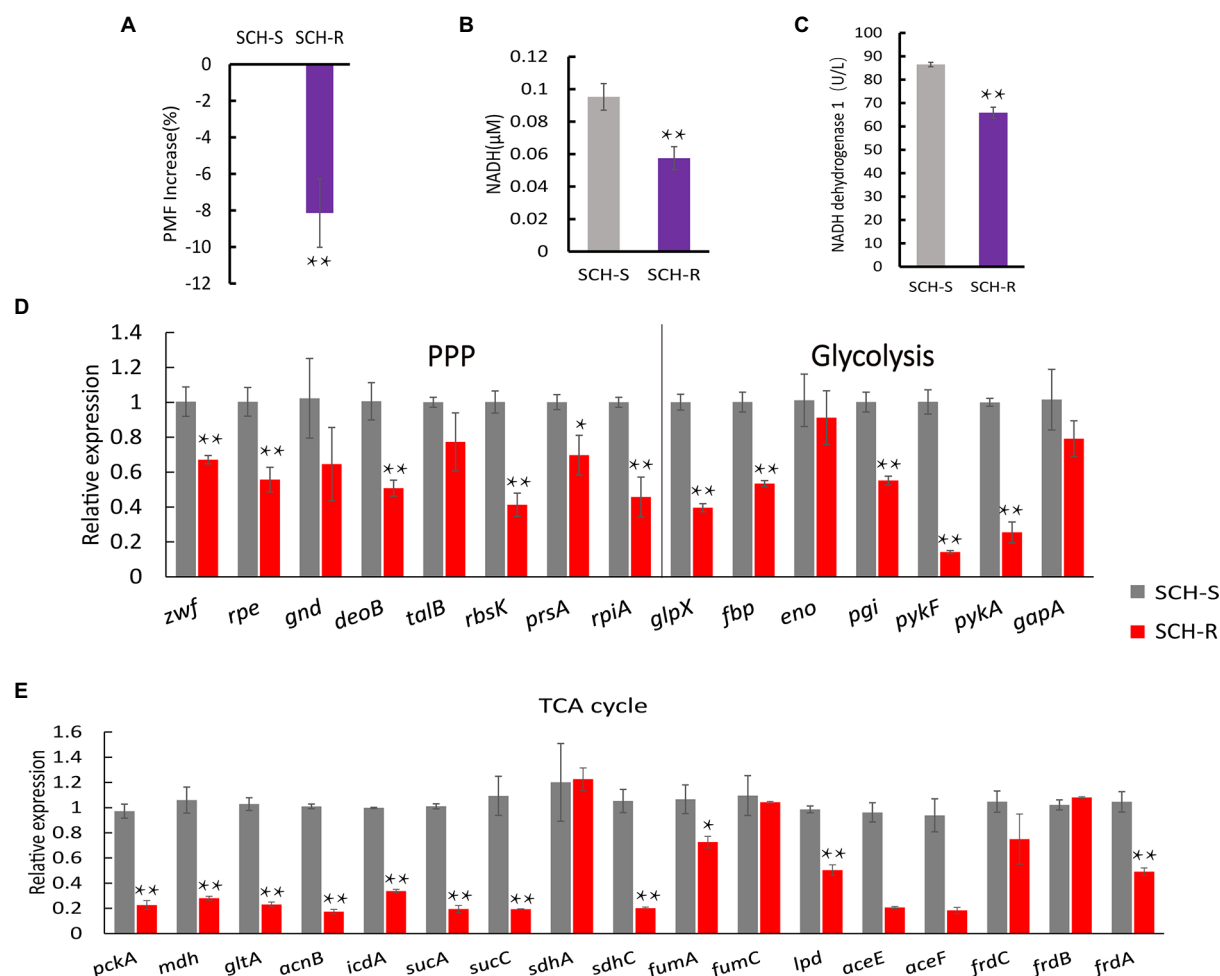 A
SCH-S SCH-R
0
-2
-4
-6
-8
-10
-12
PMF Increase(%)
**
B
0.12
0.1
0.08
0.06
0.04
0.02
0
NADH(μM)
**
SCH-S SCH-R
C
100
90
80
70
60
50
40
30
20
10
0
NADH dehydrogenase 1 (U/L)
**
SCH-S SCH-R
D
1.4
1.2
1
0.8
0.6
0.4
0.2
0
Relative expression
PPP
Glycolysis
** ** ** ** * ** ** ** ** ** **
zwf rpe gnd deoB talB rbsK prsA rpiA glpX fbp eno pgi pykF pykA gapA
SCH-S
SCH-R
E
TCA cycle
1.6
1.4
1.2
1
0.8
0.6
0.4
0.2
0
Relative expression
** ** ** ** ** ** ** ** * ** **
pckA mdh gltA acnB icdA sucA sucC sdhA sdhC fumA fumC lpd aceE aceF frdC frdB frdA